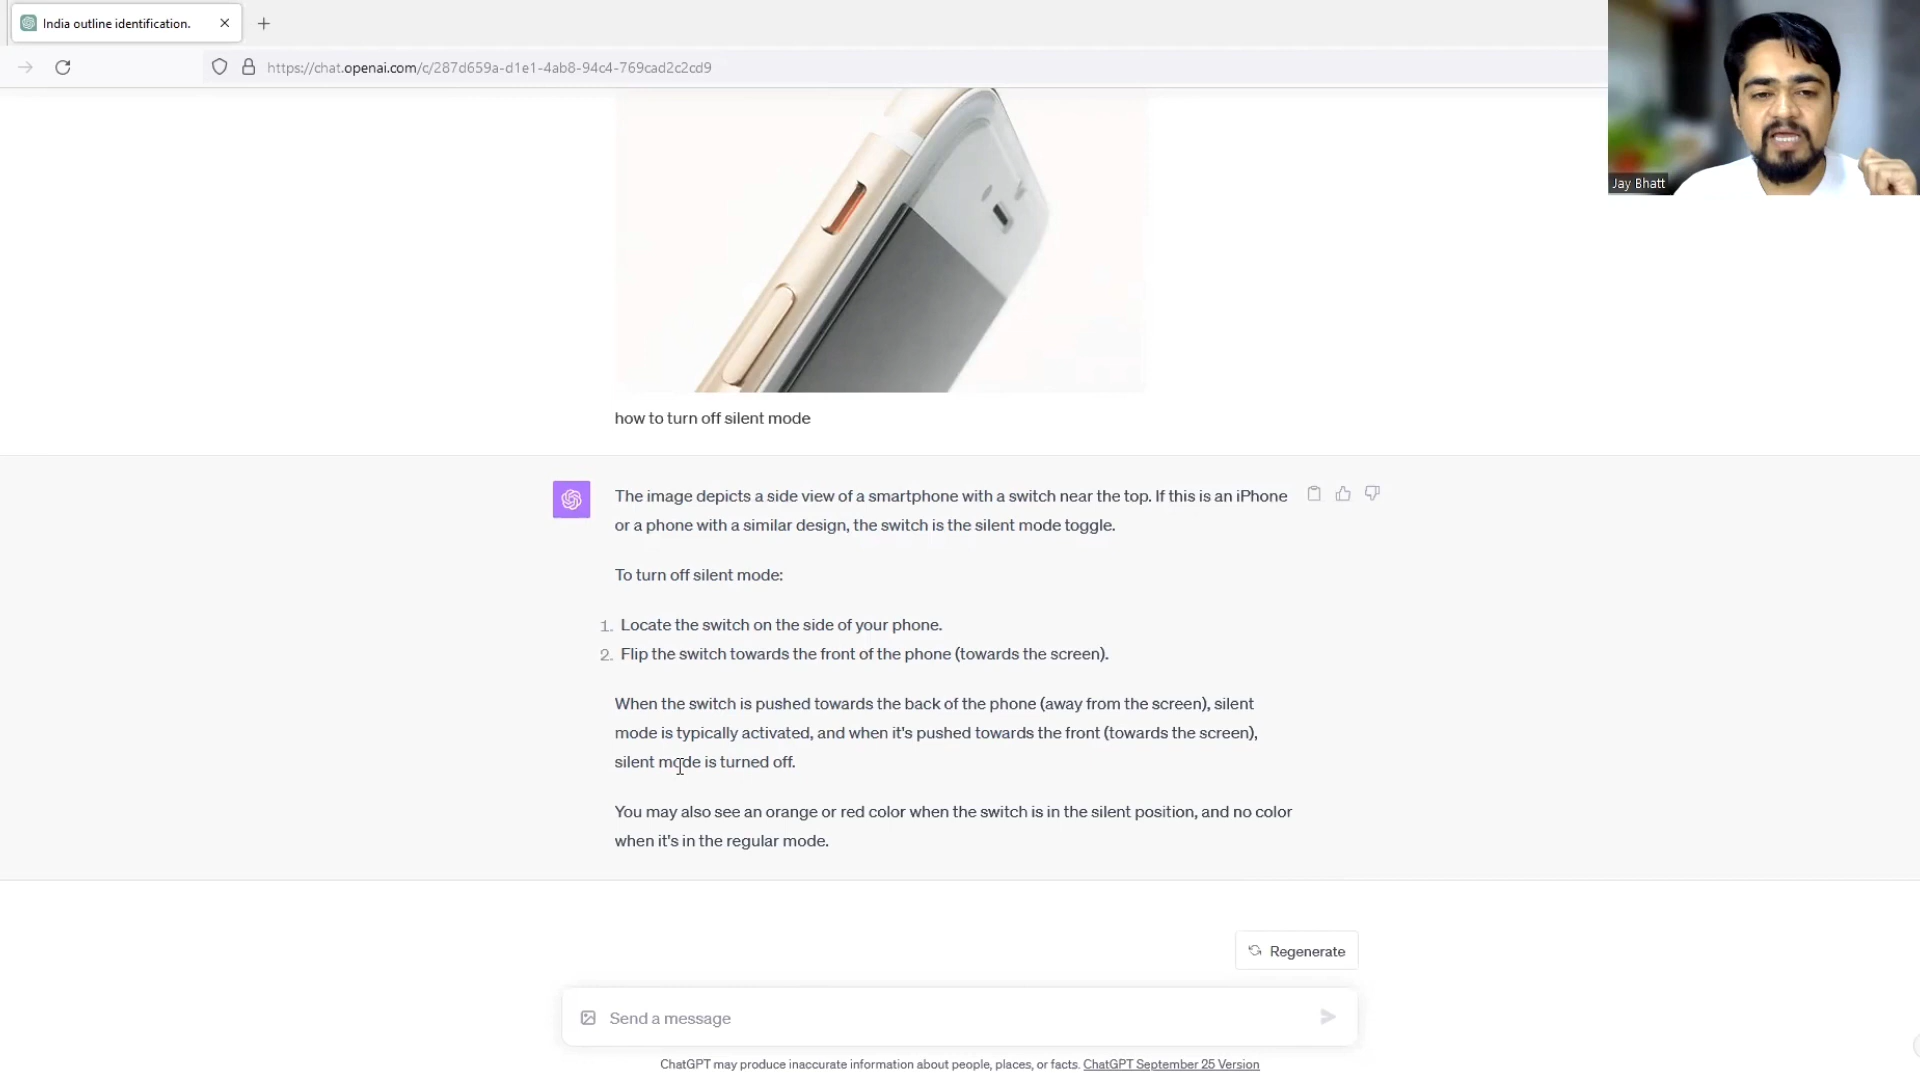 India outline identification.
https://chat.openai.com/c/287d659a-d1e1-4ab8-94c4-769cad2c2cd9
Jay Bhatt
how to turn off silent mode
The image depicts a side view of a smartphone with a switch near the top. If this is an iPhone
or a phone with a similar design, the switch is the silent mode toggle.
To turn off silent mode:
1. Locate the switch on the side of your phone.
2. Flip the switch towards the front of the phone (towards the screen).
When the switch is pushed towards the back of the phone (away from the screen), silent
mode is typically activated, and when it's pushed towards the front (towards the screen),
silent mode is turned off.
You may also see an orange or red color when the switch is in the silent position, and no color
when it's in the regular mode.
Regenerate
Send a message
ChatGPT may produce inaccurate information about people, places, or facts. ChatGPT September 25 Version